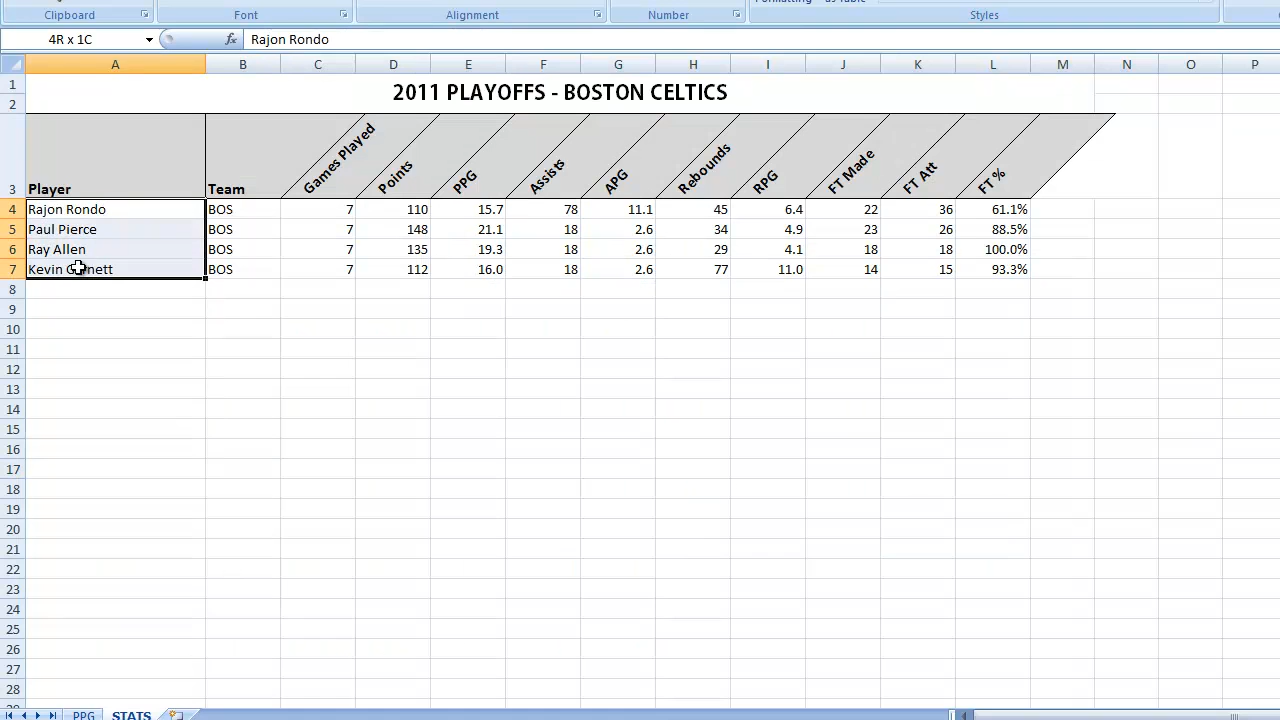 Formatting as Table
Clipboard Font Alignment Number Styles
4R x 1C fx Rajon Rondo
A B C D E F G H I J K L M N O P
1 2011 PLAYOFFS - BOSTON CELTICS
2
3 Player Team Games Played Points PPG Assists APG Rebounds RPG FT Made FT Att FT %
4 Rajon Rondo BOS 7 110 15.7 78 11.1 45 6.4 22 36 61.1%
5 Paul Pierce BOS 7 148 21.1 18 2.6 34 4.9 23 26 88.5%
6 Ray Allen BOS 7 135 19.3 18 2.6 29 4.1 18 18 100.0%
7 Kevin Garnett BOS 7 112 16.0 18 2.6 77 11.0 14 15 93.3%
8
9
10
11
12
13
14
15
16
17
18
19
20
21
22
23
24
25
26
27
28
PPG STATS